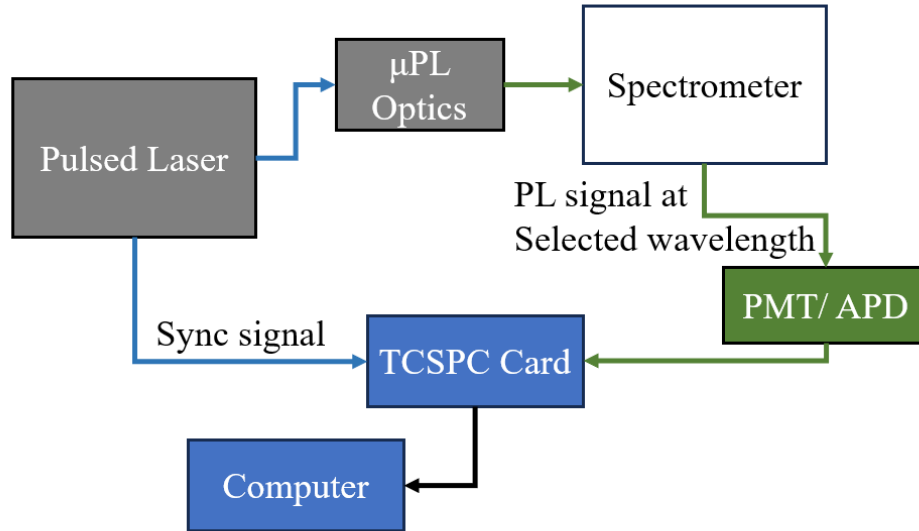 μPL
Optics
Spectrometer
Pulsed Laser
PL signal at
Selected wavelength
PMT/ APD
Sync signal
TCSPC Card
Computer